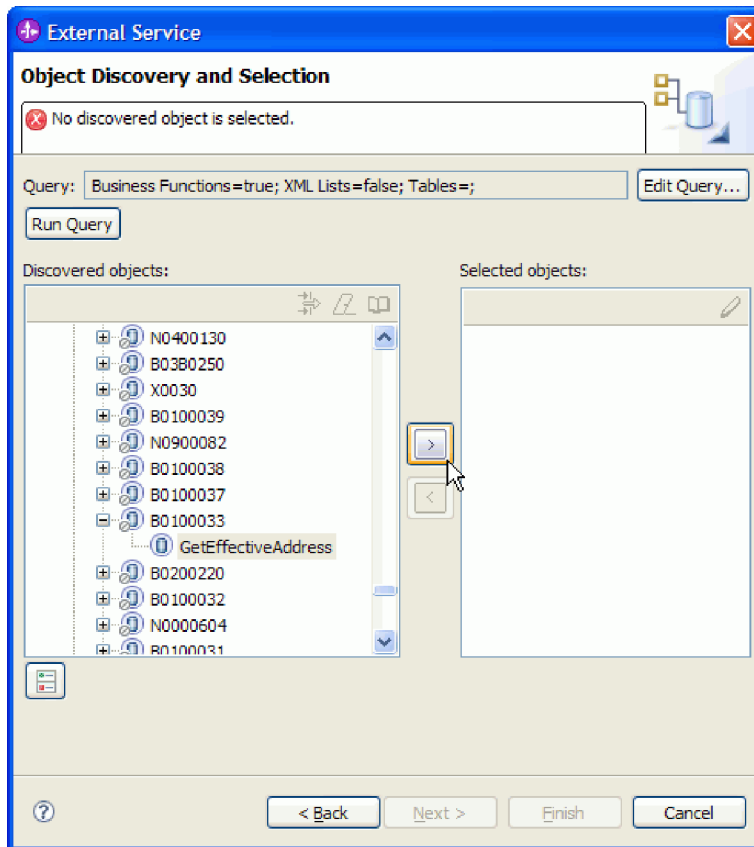 External Service
Object Discovery and Selection
No discovered object is selected.
Query: Business Functions=true; XML Lists=false; Tables=; Edit Query...
Run Query
Discovered objects: Selected objects:
N0400130
B03B0250
X0030
B0100039
>
N0900082
B0100038
B0100037
<
B0100033
GetEffectiveAddress
B0200220
B0100032
N0000604
B0100031
? < Back Next > Finish Cancel